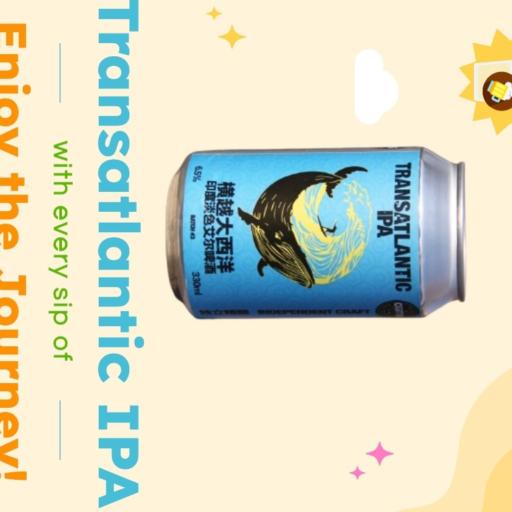 Enjoy the Journey!
with every sip of
Transatlantic IPA
TRANSATLANTIC
IPA
横越大西洋
印度淡色艾尔啤酒
6.5%
330ml
INDEPENDENT CRAFT